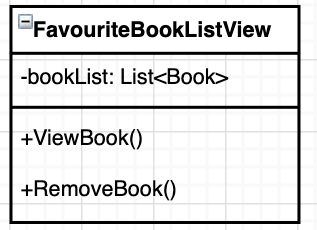 FavouriteBookListView
-bookList: List<Book>
+ViewBook()
+RemoveBook()